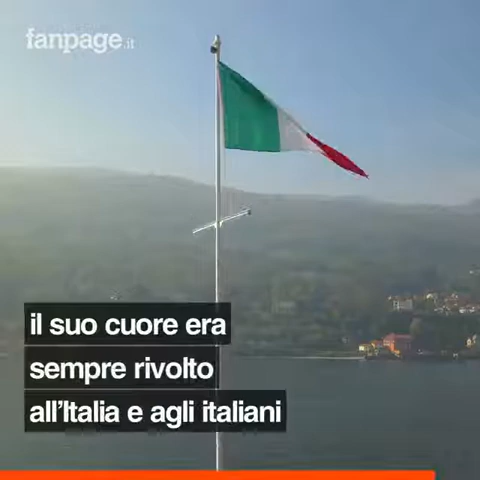 fanpage.it
il suo cuore era
sempre rivolto
all'Italia e agli italiani